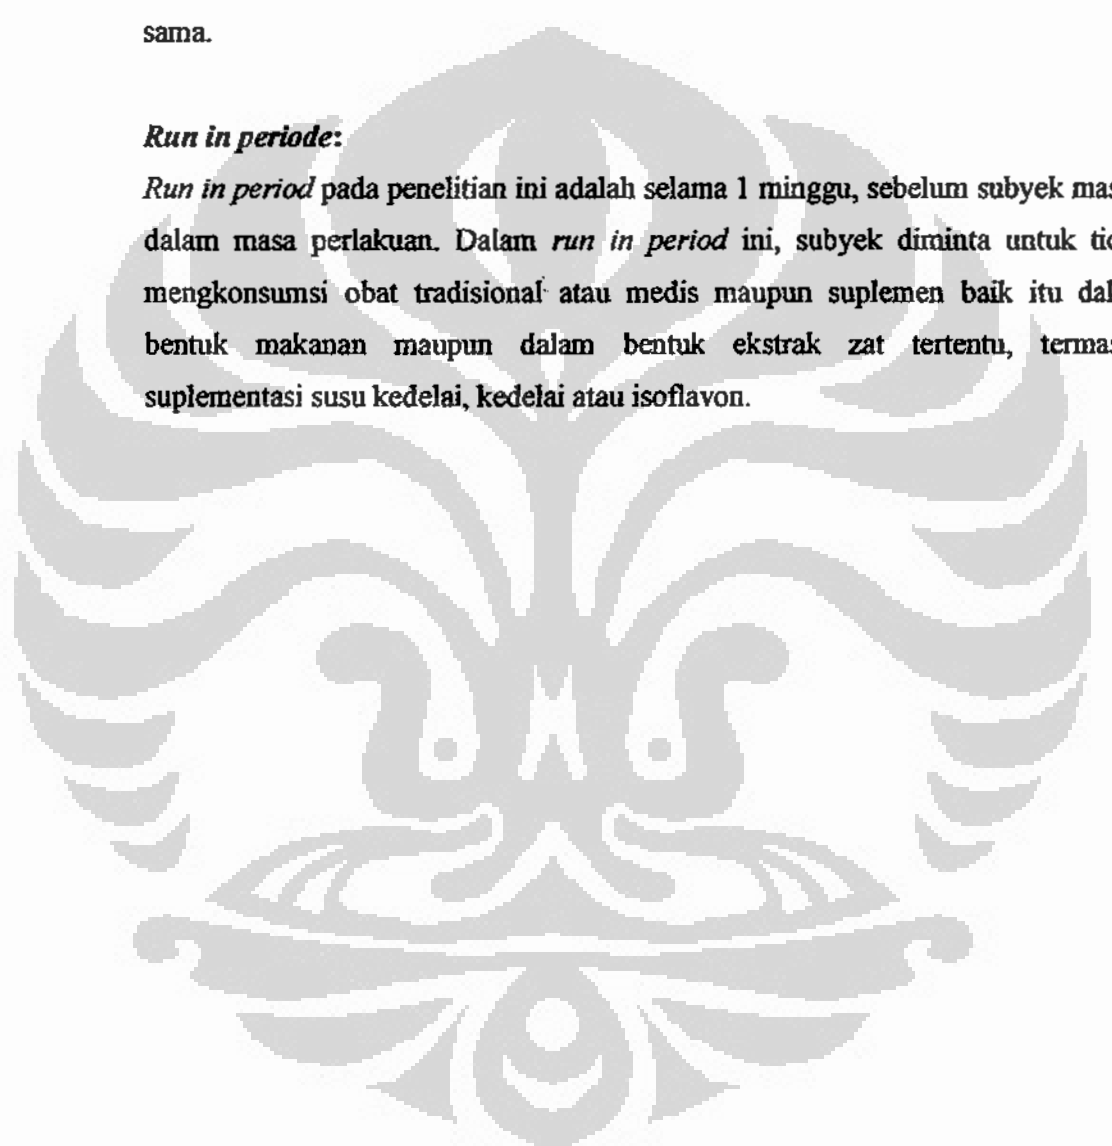 sama.
Run in periode:
Run in period pada penelitian ini adalah selama 1 minggu, sebelum subyek mas
dalam masa perlakuan. Dalam run in period ini, subyek diminta untuk tid
mengkonsumsi obat tradisional atau medis maupun suplemen baik itu dal
bentuk makanan maupun dalam bentuk ekstrak zat tertentu, termas
suplementasi susu kedelai, kedelai atau isoflavon.